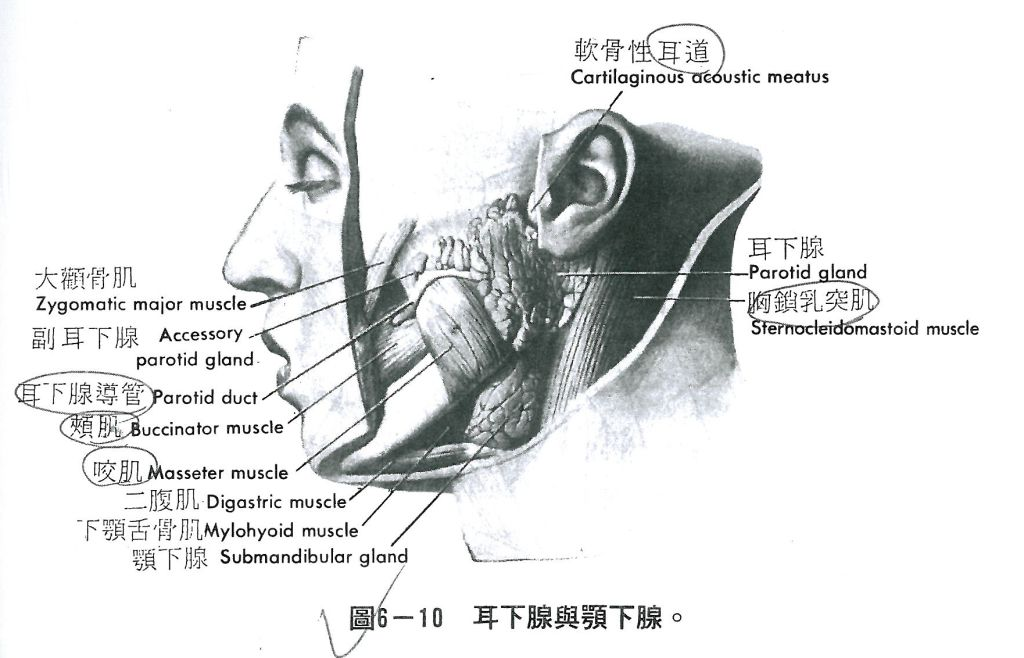 軟骨性耳道
Cartilaginous acoustic meatus
耳下腺
Parotid gland
胸鎖乳突肌
Sternocleidomastoid muscle
大顴骨肌
Zygomatic major muscle
副耳下腺 Accessory
parotid gland
耳下腺導管 Parotid duct
頰肌 Buccinator muscle
咬肌 Masseter muscle
二腹肌 Digastric muscle
下顎舌骨肌 Mylohyoid muscle
顎下腺 Submandibular gland
圖6－10 耳下腺與顎下腺。